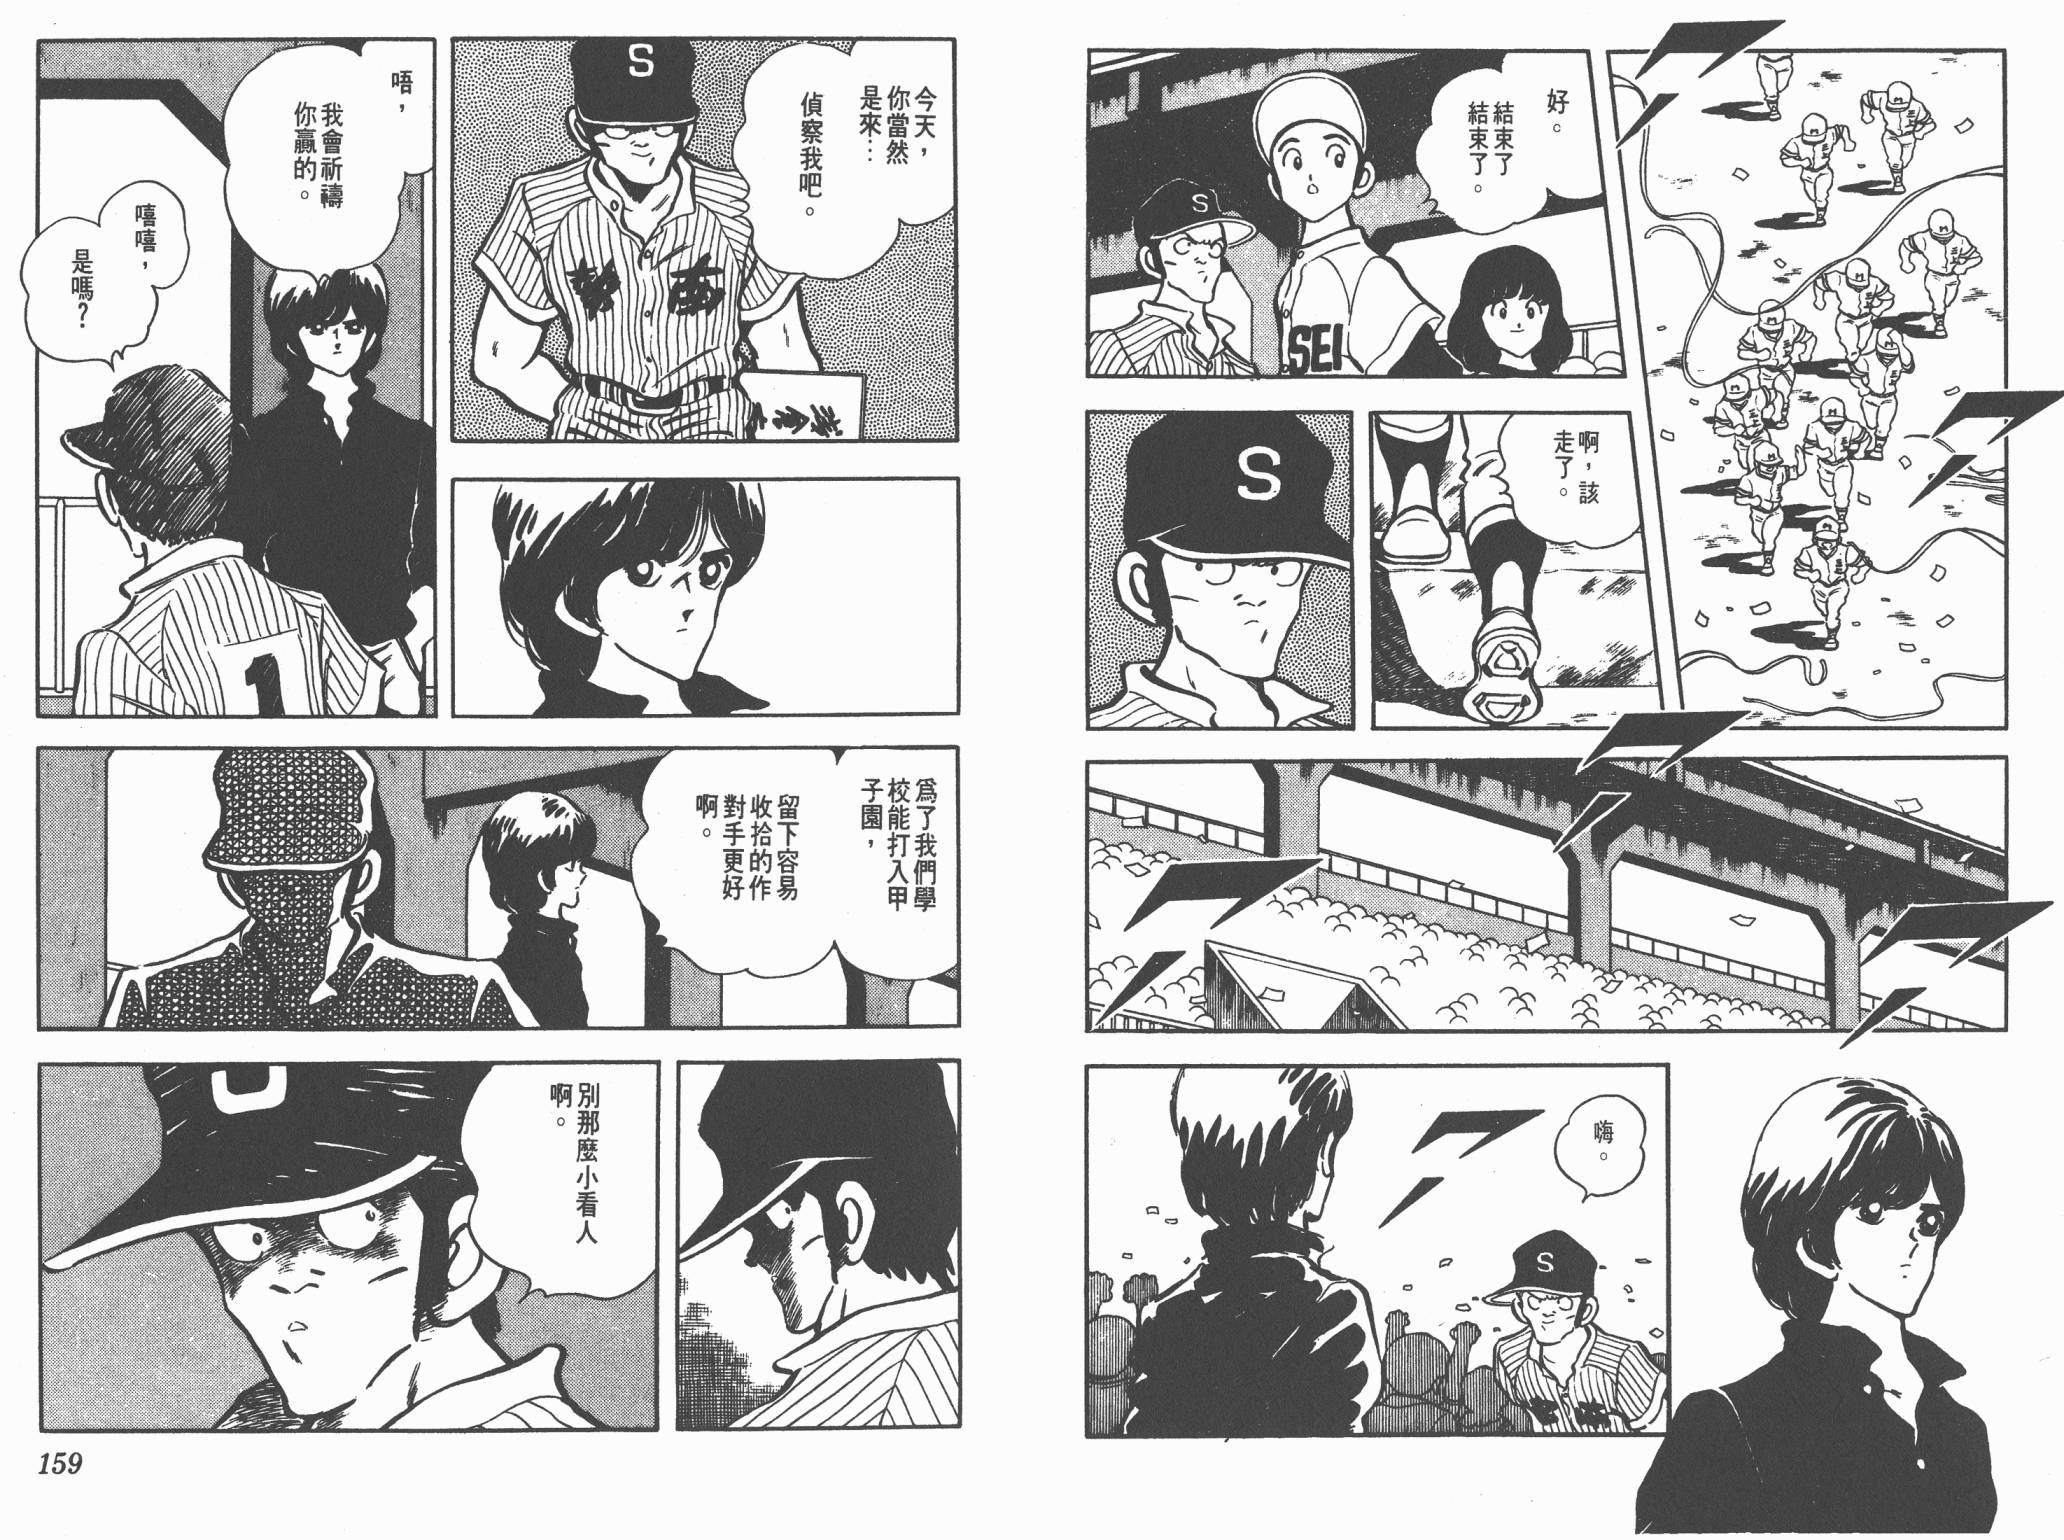 好。
結束了
結束了。
S
SEI
M
M
M
M
M
M
M
啊，該
走了。
S
嗨。
S
今天，
你當然
是來…
偵察我吧。
S
西
唔，
我會祈禱
你贏的。
嘻嘻，
是嗎？
1
爲了我們學
校能打入甲
子園，
留下容易
收拾的作
對手更好
啊。
別那麼小看人
啊。
159